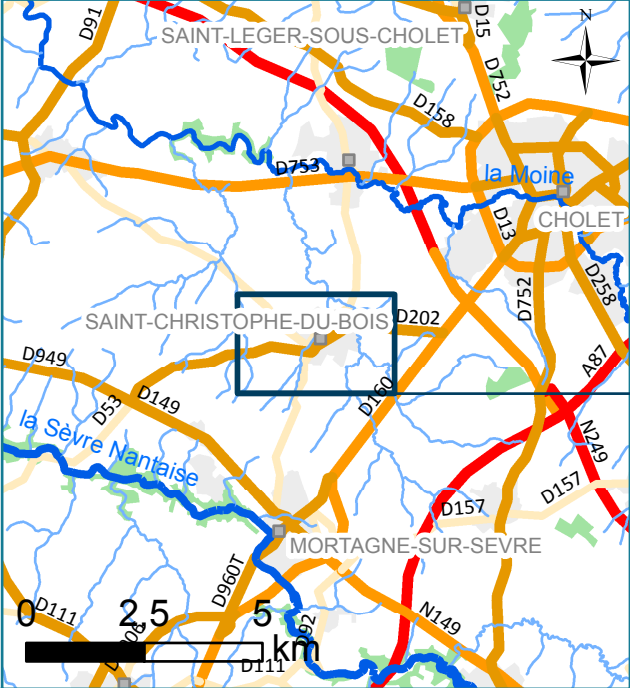 N
D15
D91
SAINT-LEGER-SOUS-CHOLET
D752
D158
D753
la Moine
CHOLET
D13
D258
D752
D202
SAINT-CHRISTOPHE-DU-BOIS
D949
D149
D53
D160
A87
N249
la Sèvre Nantaise
D157
D157
MORTAGNE-SUR-SEVRE
D960T
D111
N149
D92
0 2.5 5
km
D111